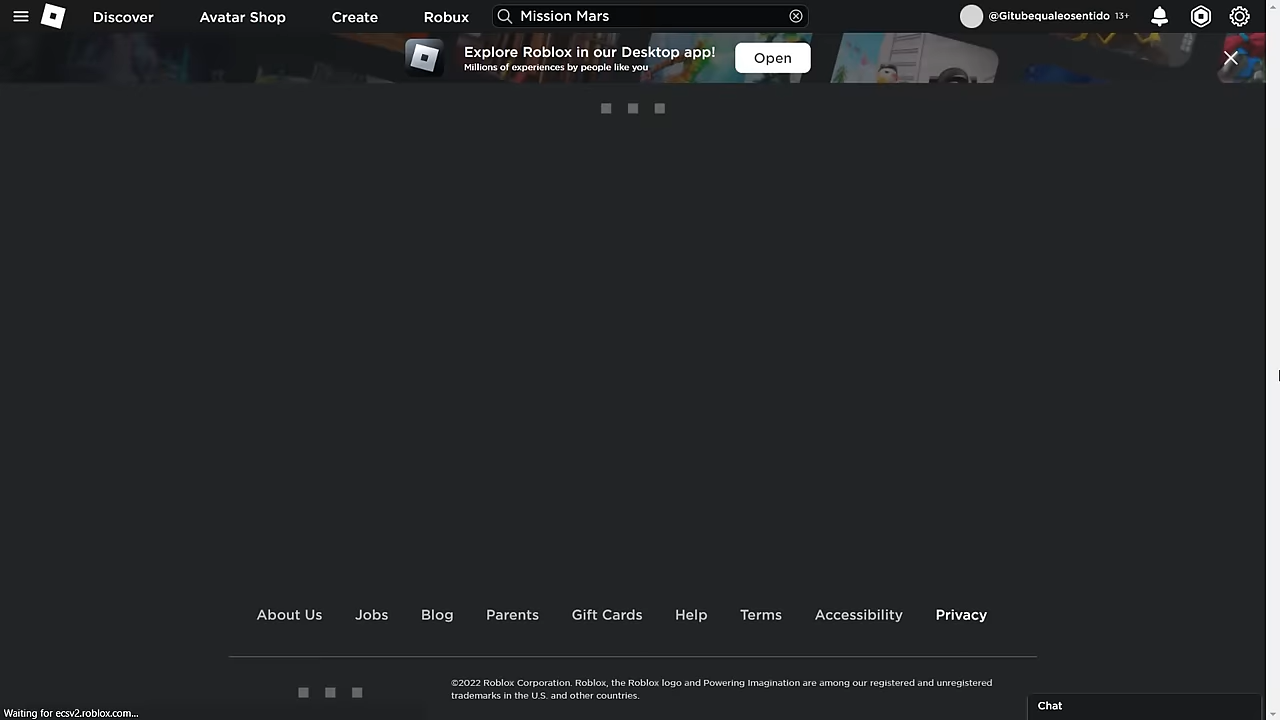 Discover
Avatar Shop
Create
Robux
Mission Mars
@Gitubequaleosentido 13+
Explore Roblox in our Desktop app!
Millions of experiences by people like you
Open
About Us
Jobs
Blog
Parents
Gift Cards
Help
Terms
Accessibility
Privacy
©2022 Roblox Corporation. Roblox, the Roblox logo and Powering Imagination are among our registered and unregistered
trademarks in the U.S. and other countries.
Chat
Waiting for ecsv2.roblox.com...